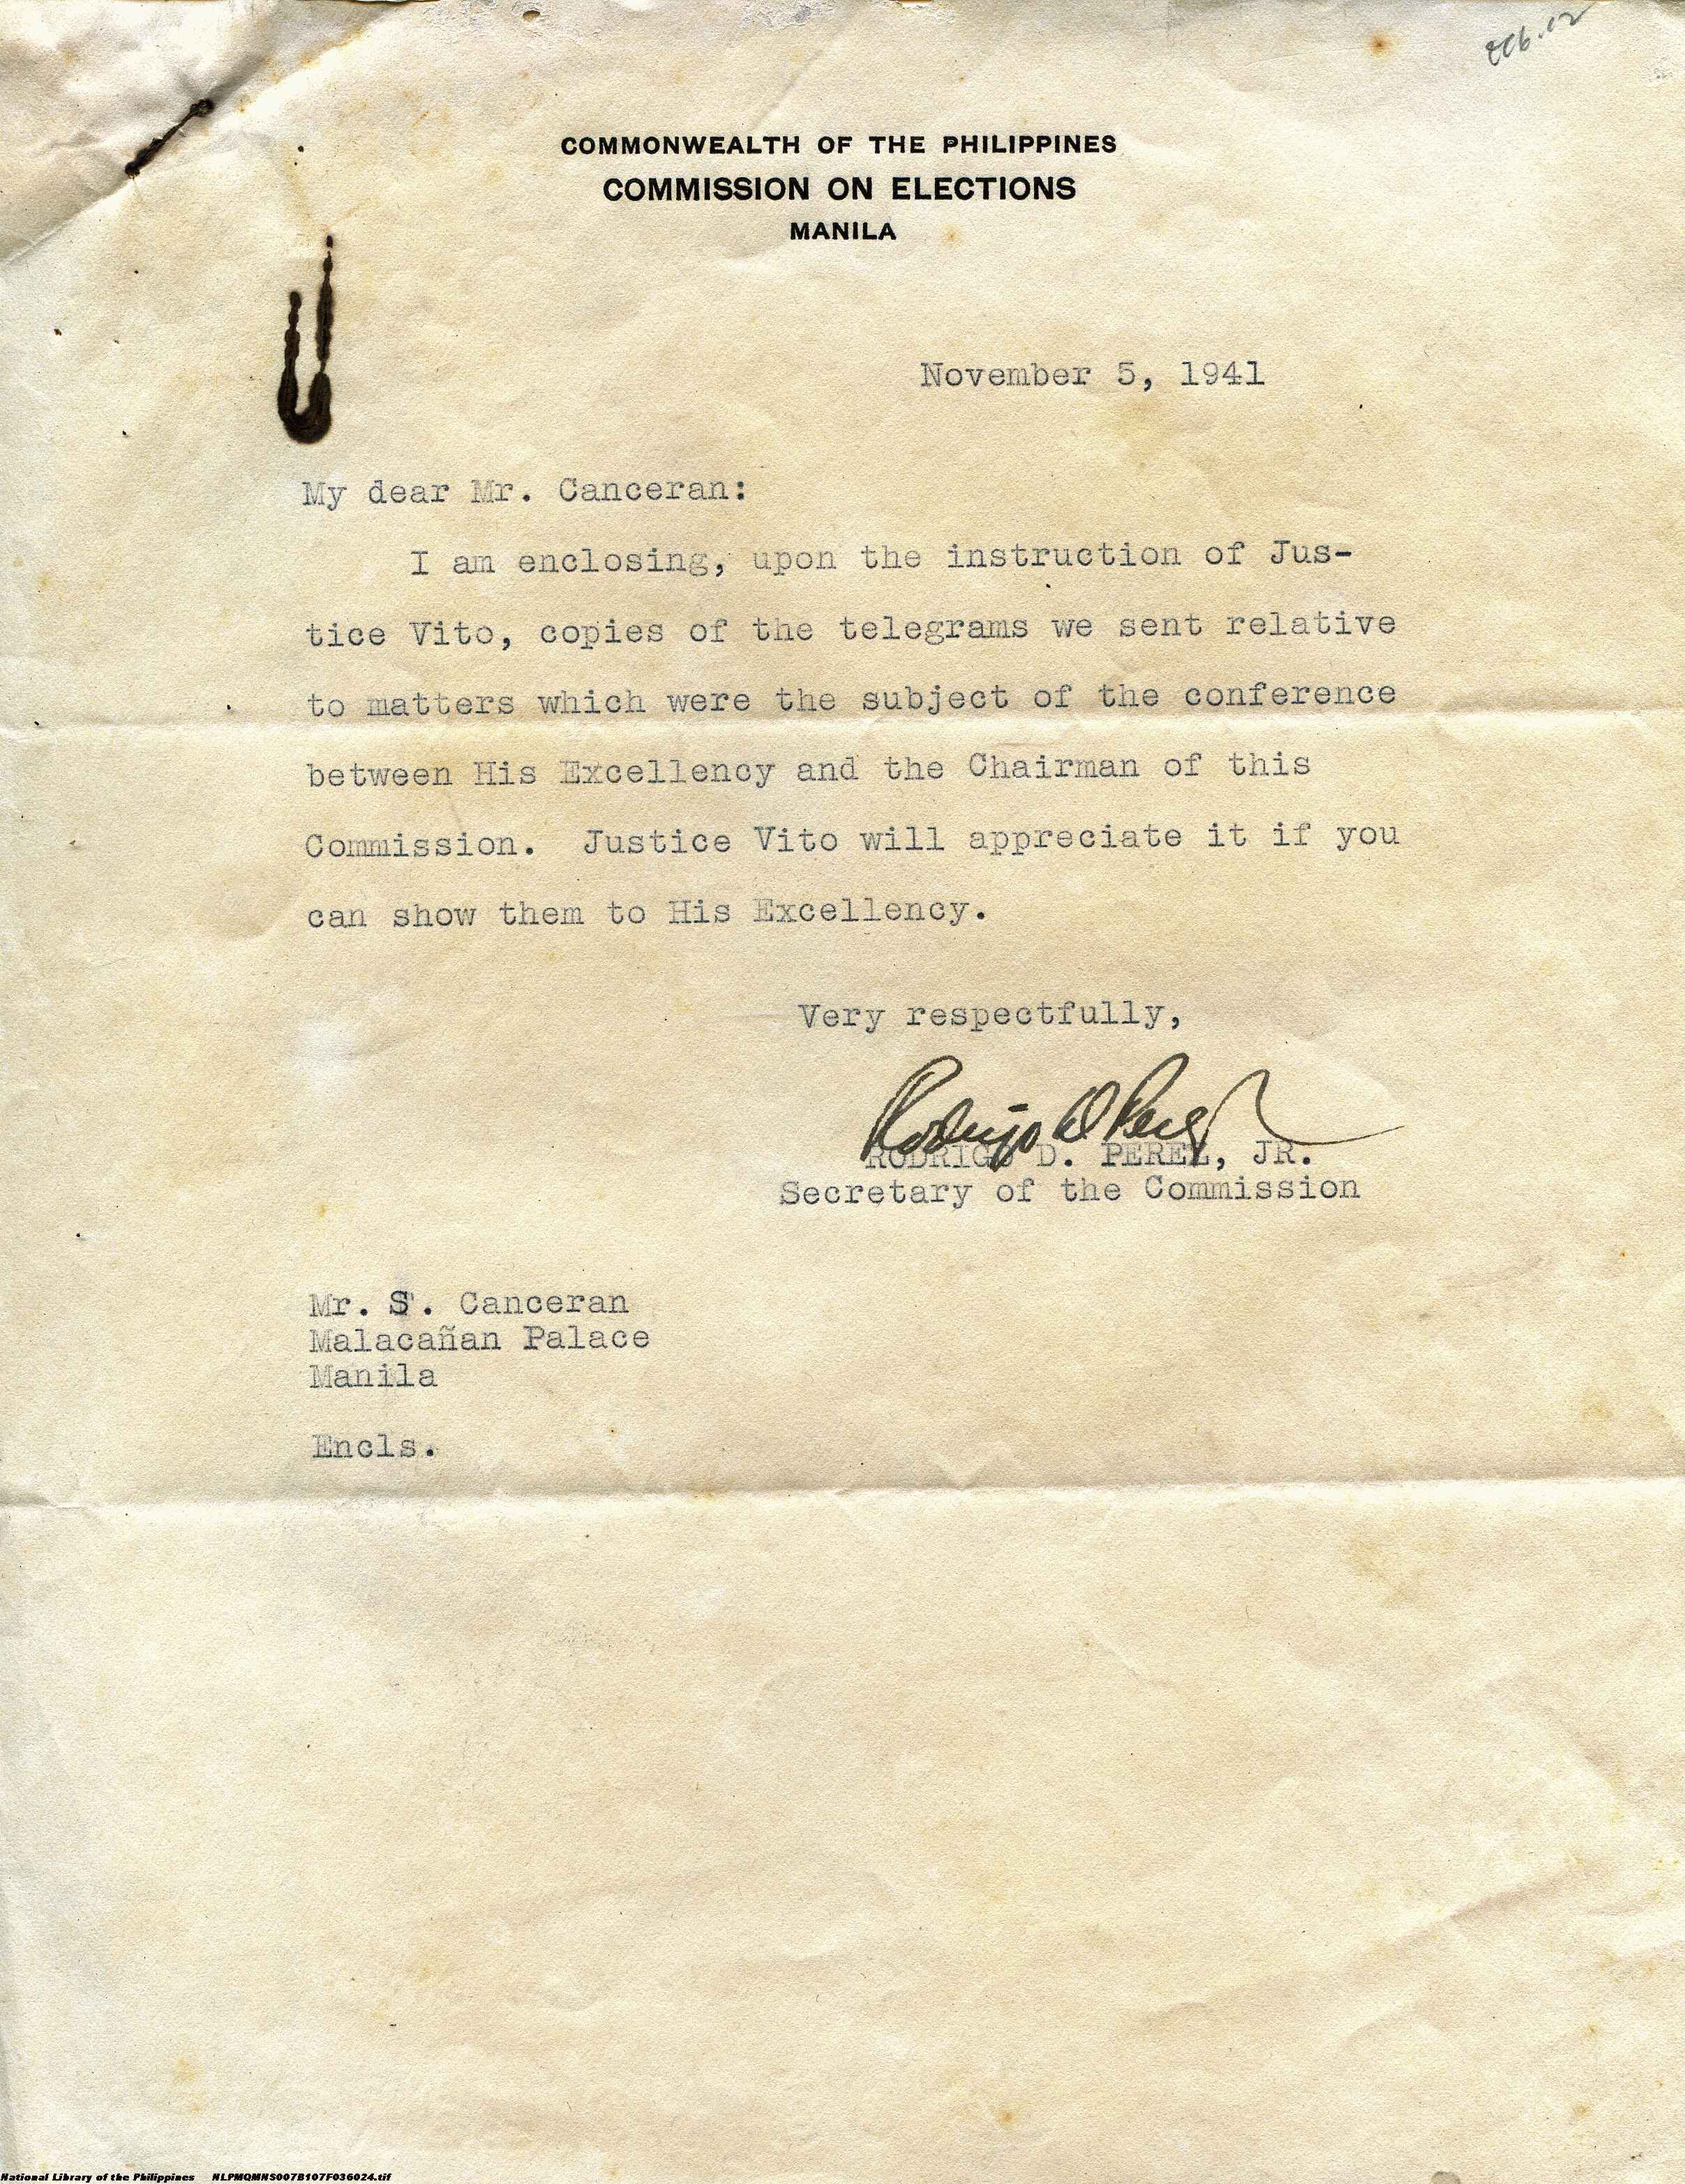 COMMONWEALTH OF THE PHILIPPINES
COMMISSION ON ELECTIONS
MANILA
November 5, 1941
My dear Mr. Canceran:
I am enclosing, upon the instruction of Jus-
tice Vito, copies of the telegrams we sent relative
to matters which were the subject of the conference
between His Excellency and the Chairman of this
Commission. Justice Vito will appreciate it if you
can show them to His Excellency.
Very respectfully,
Rodrigo D Perez
RODRIGO D. PEREZ, JR.
Secretary of the Commission
Mr. S. Canceran
Malacañan Palace
Manila
Encls.
National Library of the Philippines NLPMQMNS007B107F036024.tif